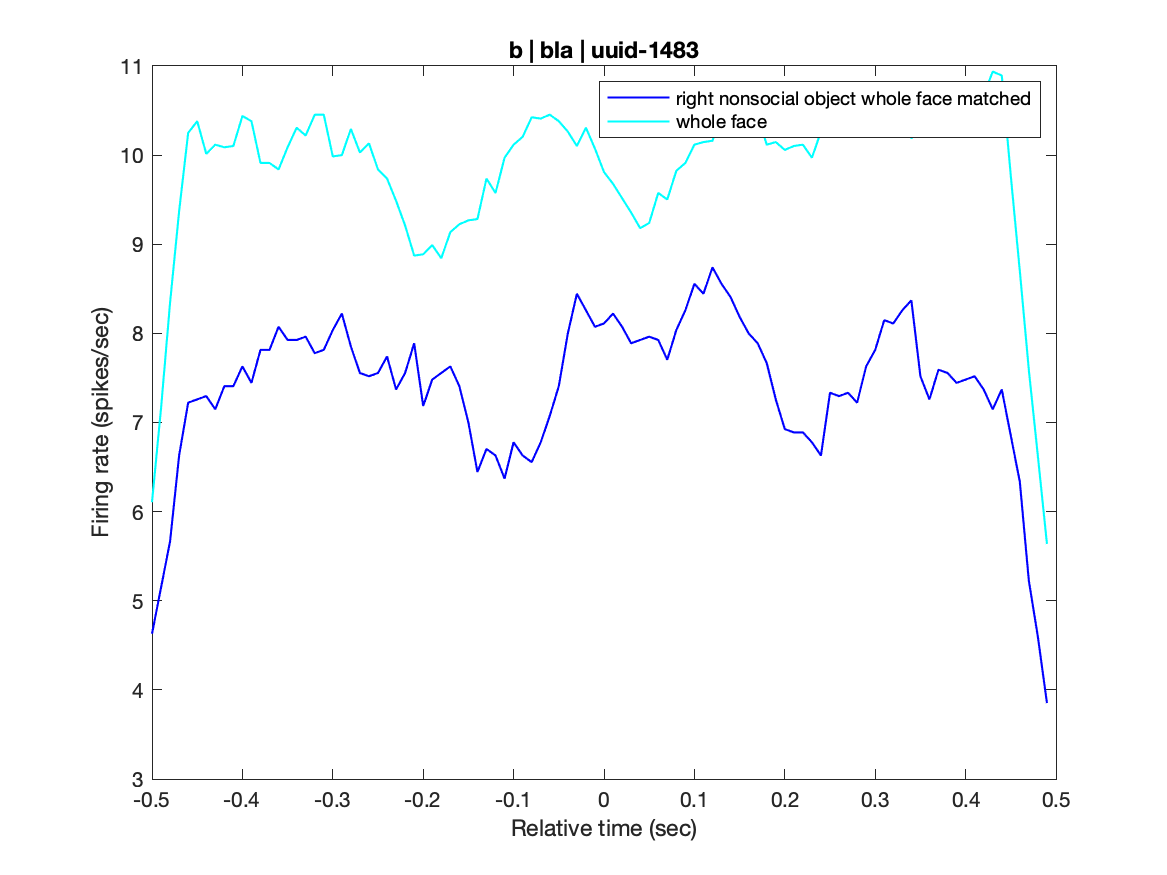 b | bla | uuid-1483
right nonsocial object whole face matched
whole face
11
10
9
8
7
6
5
4
3
Firing rate (spikes/sec)
-0.5 -0.4 -0.3 -0.2 -0.1 0 0.1 0.2 0.3 0.4 0.5
Relative time (sec)